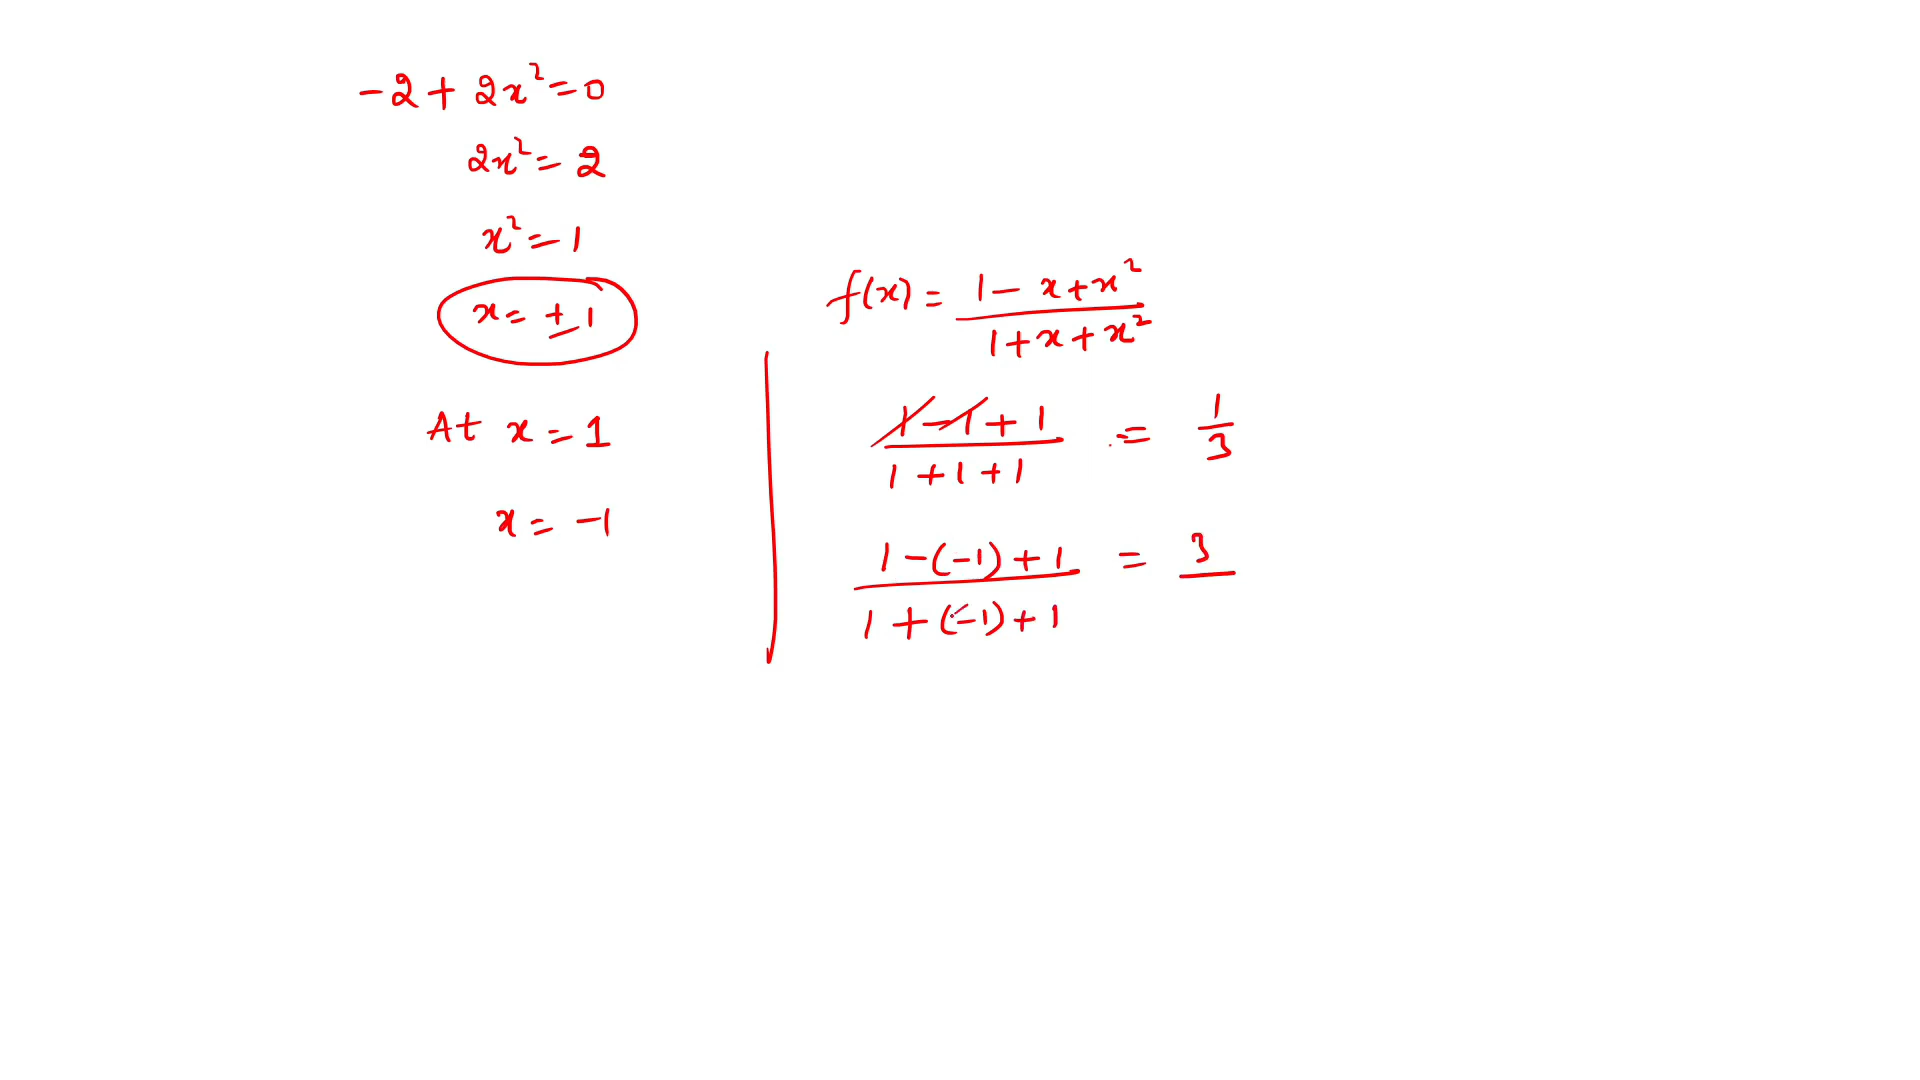 -2 + 2x² = 0
2x² = 2
x² = 1
x = ± 1
f(x) = (1 - x + x²) / (1 + x + x²)
At x = 1
(1 - 1 + 1) / (1 + 1 + 1) = 1/3
x = -1
(1 - (-1) + 1) / (1 + (-1) + 1) = 3/